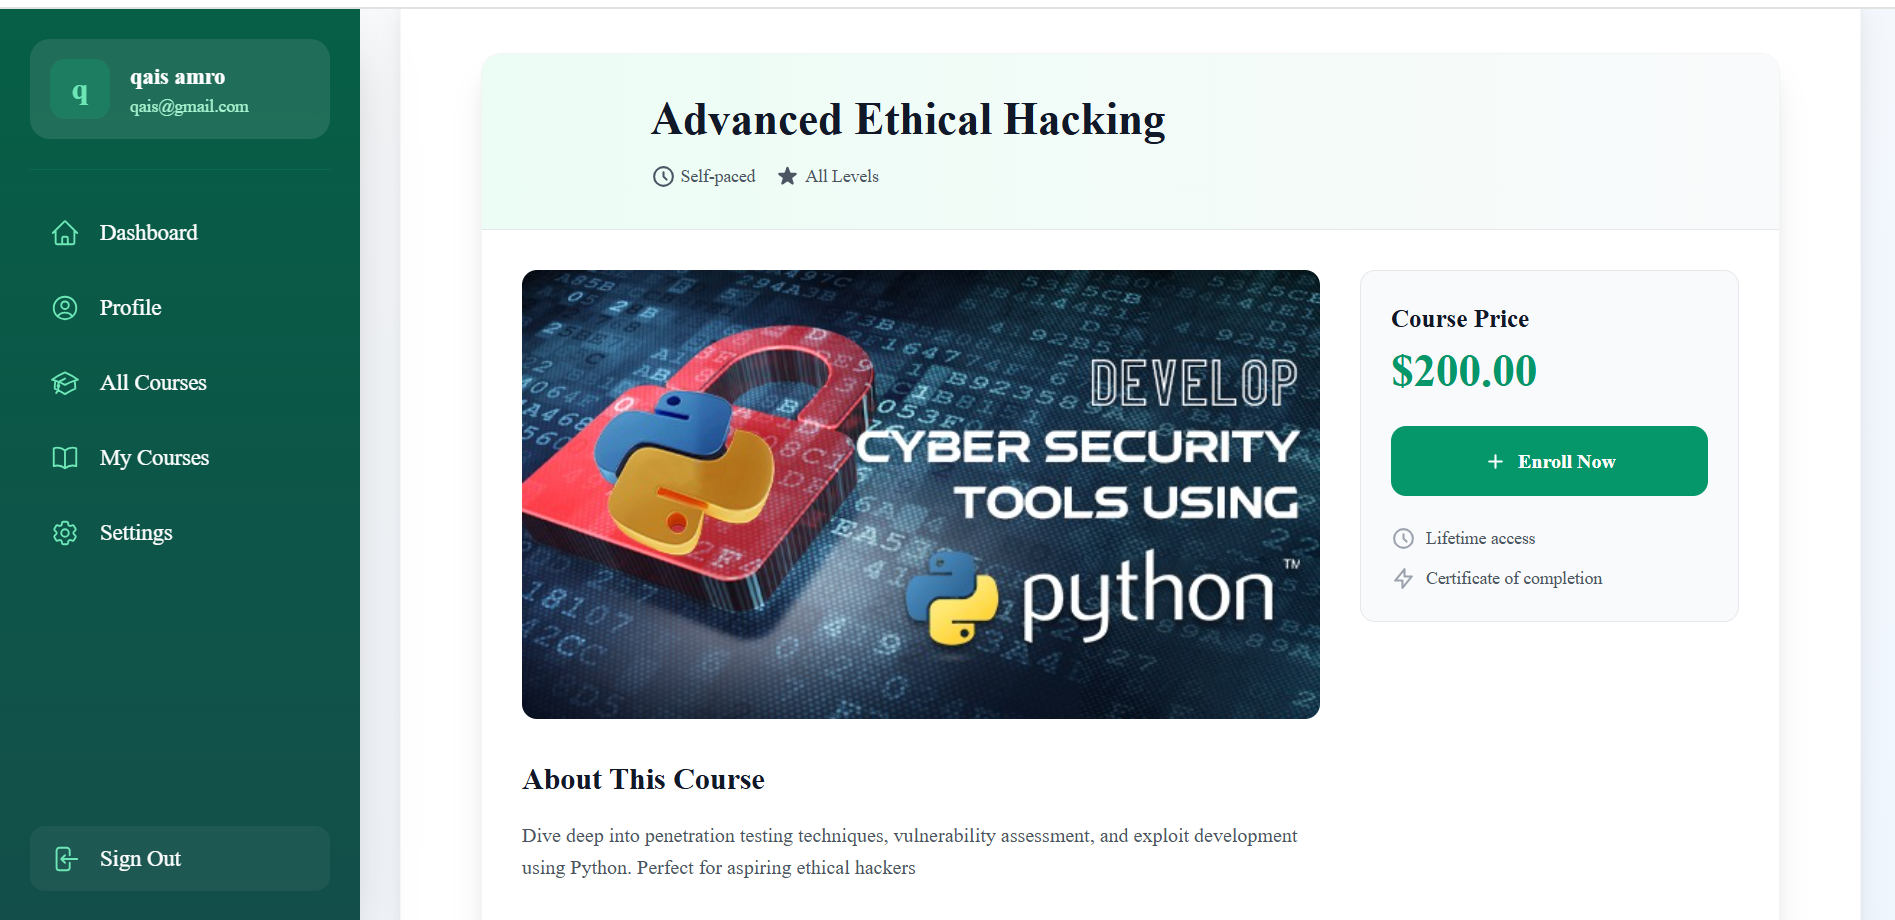 q
qais amro
qais@gmail.com
Dashboard
Profile
All Courses
My Courses
Settings
Sign Out
Advanced Ethical Hacking
Self-paced
All Levels
DEVELOP
CYBER SECURITY
TOOLS USING
python™
Course Price
$200.00
+ Enroll Now
Lifetime access
Certificate of completion
About This Course
Dive deep into penetration testing techniques, vulnerability assessment, and exploit development
using Python. Perfect for aspiring ethical hackers